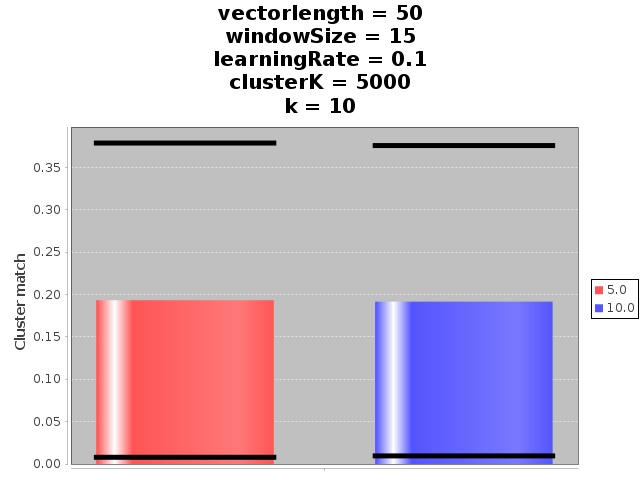 vectorlength = 50
windowSize = 15
learningRate = 0.1
clusterK = 5000
k = 10
Cluster match
0.35
0.30
0.25
0.20
0.15
0.10
0.05
0.00
5.0
10.0